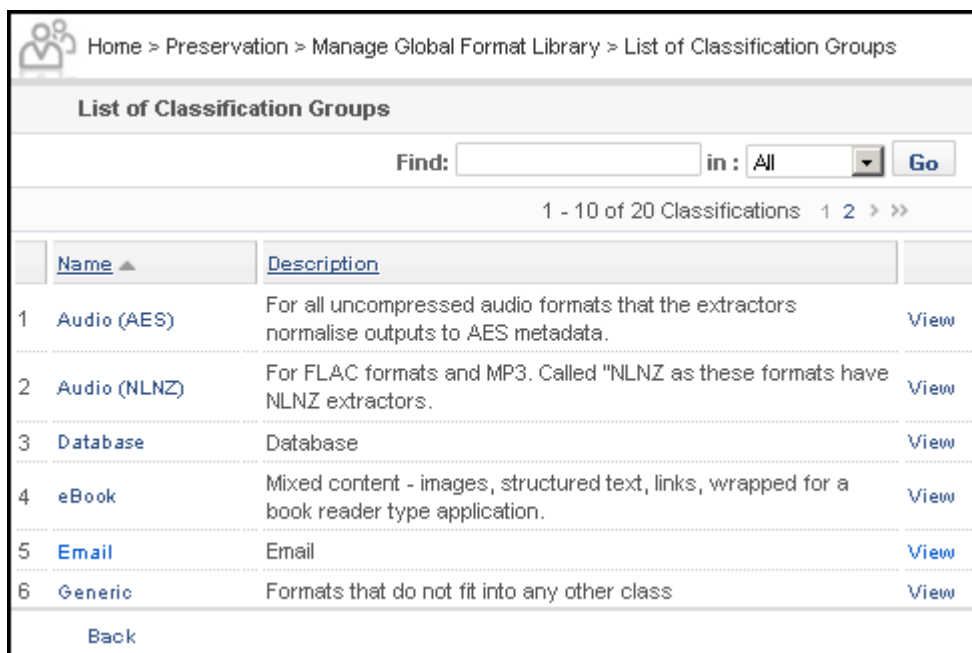 Home > Preservation > Manage Global Format Library > List of Classification Groups
List of Classification Groups
Find: in : All Go
1 - 10 of 20 Classifications 1 2 > >>
Name Description
1 Audio (AES) For all uncompressed audio formats that the extractors
normalise outputs to AES metadata. View
2 Audio (NLNZ) For FLAC formats and MP3. Called "NLNZ as these formats have
NLNZ extractors. View
3 Database Database View
4 eBook Mixed content - images, structured text, links, wrapped for a
book reader type application. View
5 Email Email View
6 Generic Formats that do not fit into any other class View
Back